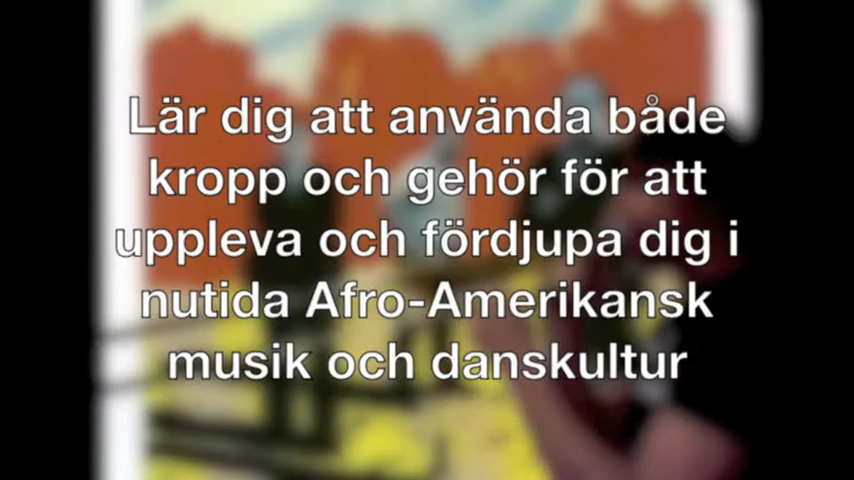 Lär dig att använda både
kropp och gehör för att
uppleva och fördjupa dig i
nutida Afro-Amerikansk
musik och danskultur